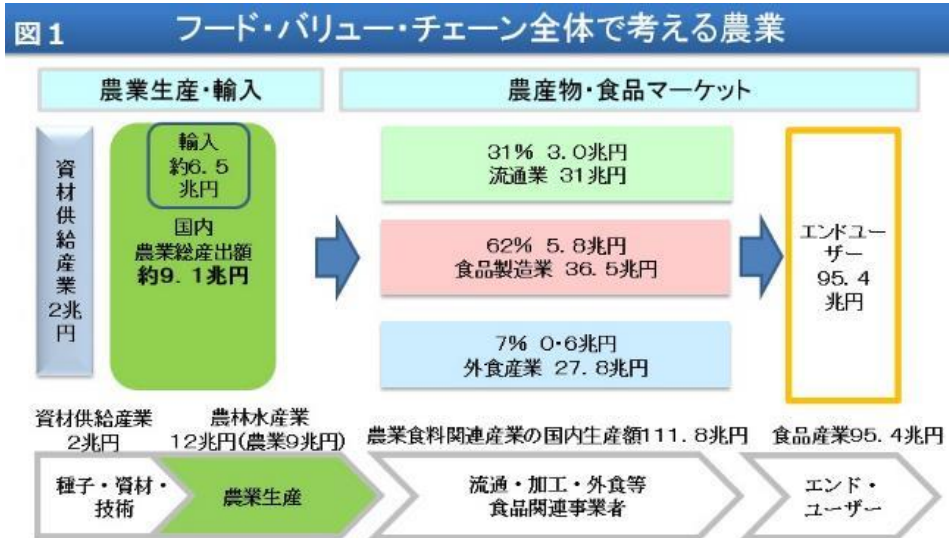 図１
フード・バリュー・チェーン全体で考える農業
農業生産・輸入
農産物・食品マーケット
資材供給産業2兆円
輸入
約6．5
兆円
国内
農業総産出額
約9．1兆円
31%　3．0兆円
流通業　31兆円
62%　5．8兆円
食品製造業　36．5兆円
7%　0・6兆円
外食産業　27．8兆円
エンドユー
ザー
95．4
兆円
資材供給産業
2兆円
農林水産業
12兆円(農業9兆円)
農業食料関連産業の国内生産額111．8兆円
食品産業95．4兆円
種子・資材・
技術
農業生産
流通・加工・外食等
食品関連事業者
エンド・
ユーザー